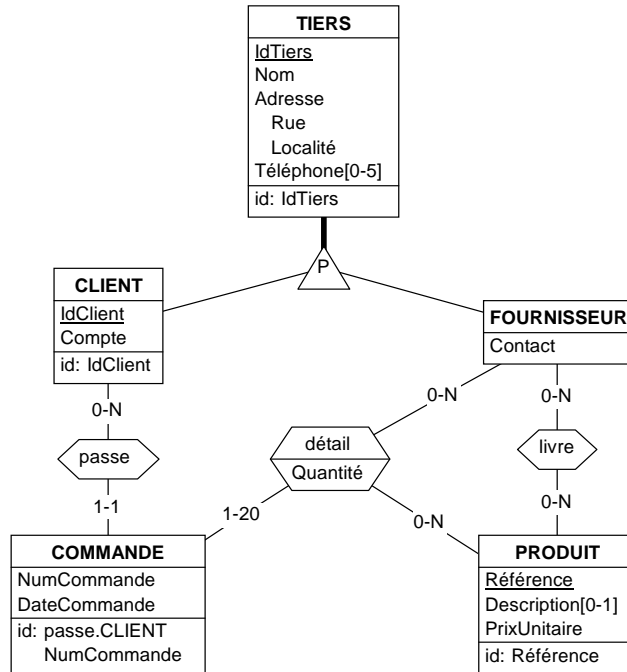 TIERS
IdTiers
Nom
Adresse
Rue
Localité
Téléphone[0-5]
id: IdTiers
P
CLIENT
IdClient
Compte
id: IdClient
FOURNISSEUR
Contact
0-N
0-N
0-N
passe
détail
Quantité
livre
1-1
1-20
0-N
0-N
COMMANDE
NumCommande
DateCommande
id: passe.CLIENT
NumCommande
PRODUIT
Référence
Description[0-1]
PrixUnitaire
id: Référence